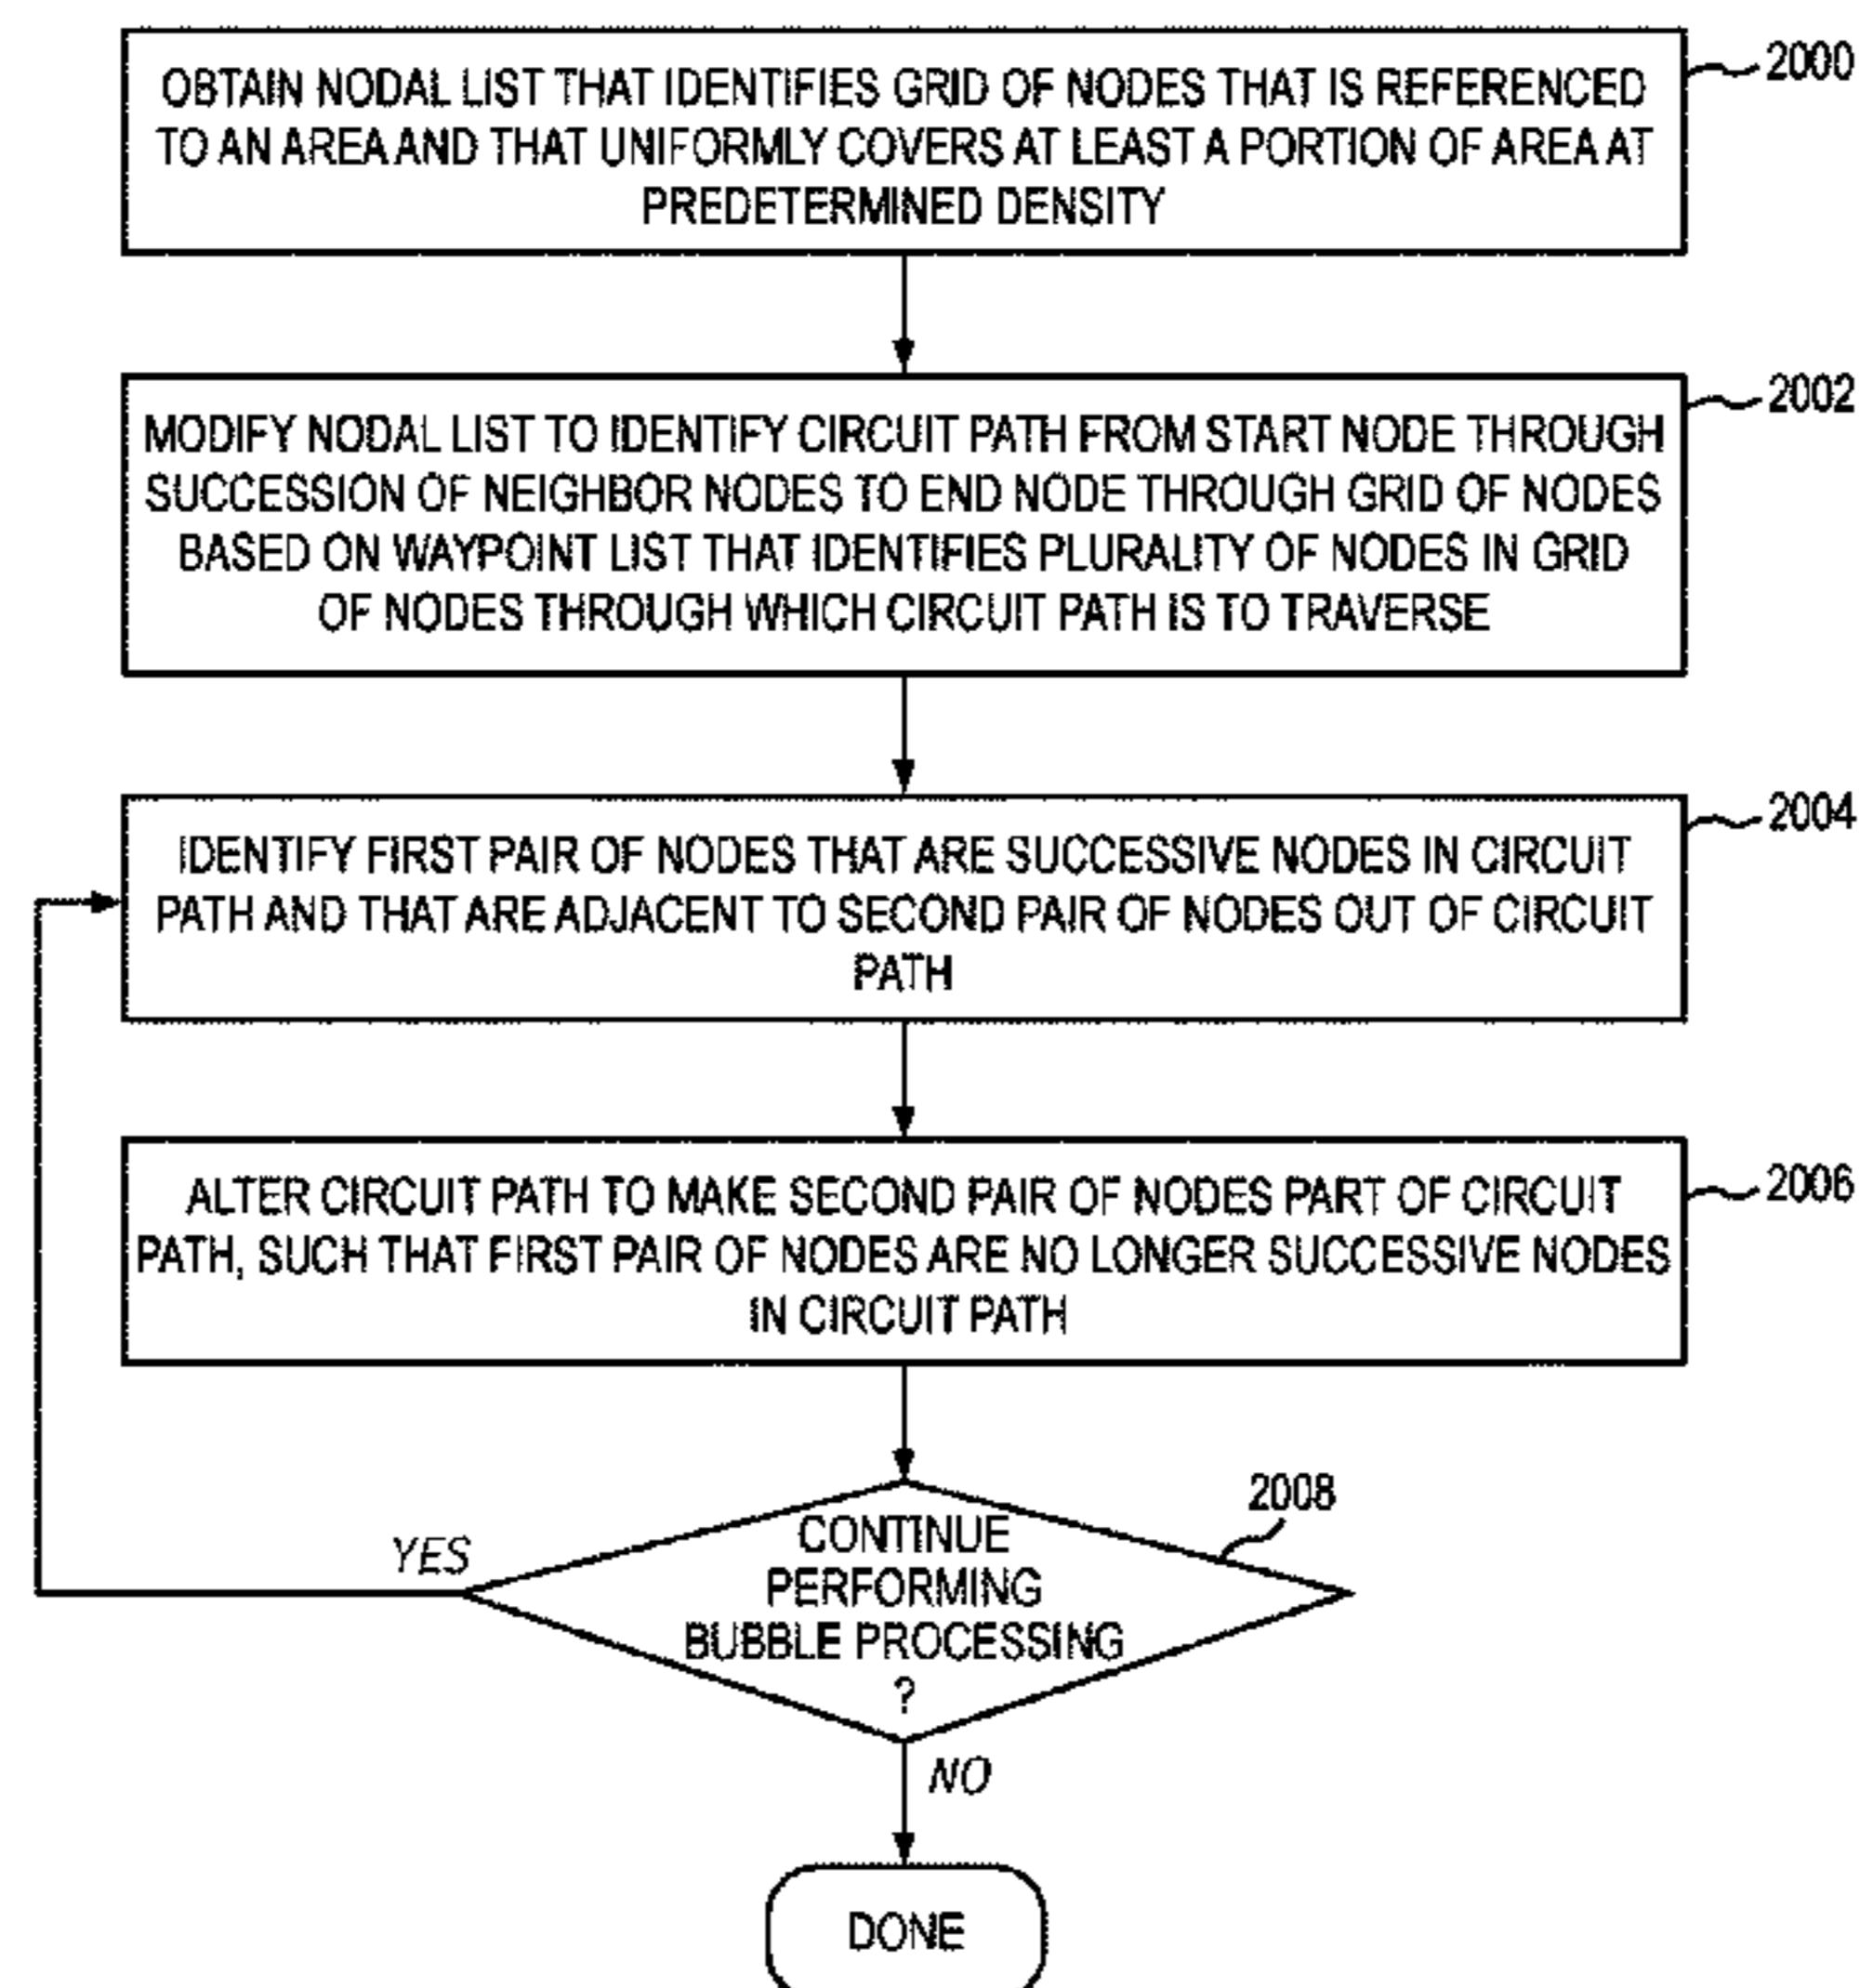 OBTAIN NODAL LIST THAT IDENTIFIES GRID OF NODES THAT IS REFERENCED
TO AN AREA AND THAT UNIFORMLY COVERS AT LEAST A PORTION OF AREA AT
PREDETERMINED DENSITY
2000
MODIFY NODAL LIST TO IDENTIFY CIRCUIT PATH FROM START NODE THROUGH
SUCCESSION OF NEIGHBOR NODES TO END NODE THROUGH GRID OF NODES
BASED ON WAYPOINT LIST THAT IDENTIFIES PLURALITY OF NODES IN GRID
OF NODES THROUGH WHICH CIRCUIT PATH IS TO TRAVERSE
2002
IDENTIFY FIRST PAIR OF NODES THAT ARE SUCCESSIVE NODES IN CIRCUIT
PATH AND THAT ARE ADJACENT TO SECOND PAIR OF NODES OUT OF CIRCUIT
PATH
2004
ALTER CIRCUIT PATH TO MAKE SECOND PAIR OF NODES PART OF CIRCUIT
PATH, SUCH THAT FIRST PAIR OF NODES ARE NO LONGER SUCCESSIVE NODES
IN CIRCUIT PATH
2006
CONTINUE
PERFORMING
BUBBLE PROCESSING
?
2008
YES
NO
DONE